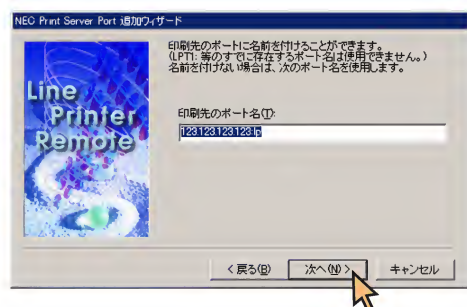 NEC Print Server Port 追加ウィザード
印刷先のポートに名前を付けることができます。
(LPT1: 等のすでに存在するポート名は使用できません。)
名前を付けない場合は、次のポート名を使用します。
Line
Printer
Remote
印刷先のポート名(T):
123.123.123.123:lp
< 戻る(B)
次へ(N) >
キャンセル